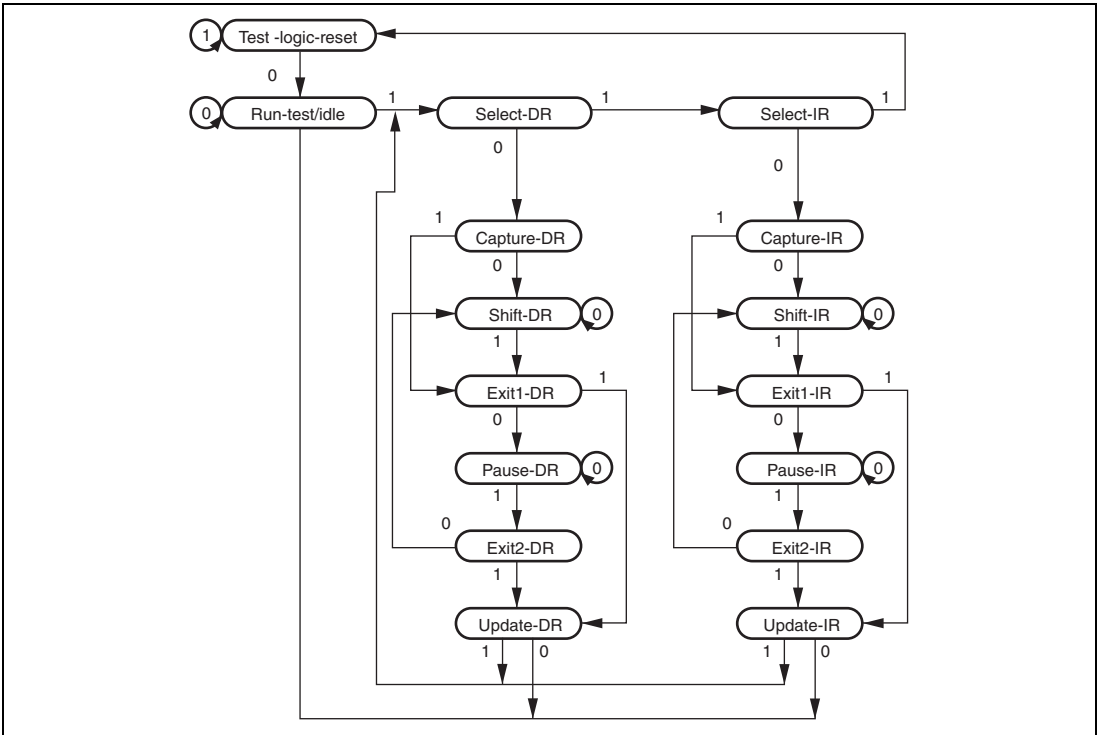 1 Test -logic-reset
0
0 Run-test/idle 1 Select-DR 1 Select-IR 1
0 0
1 Capture-DR 1 Capture-IR
0 0
Shift-DR 0 Shift-IR 0
1 1
Exit1-DR 1 Exit1-IR 1
0 0
Pause-DR 0 Pause-IR 0
1 1
0 Exit2-DR 0 Exit2-IR
1 1
Update-DR Update-IR
1 0 1 0